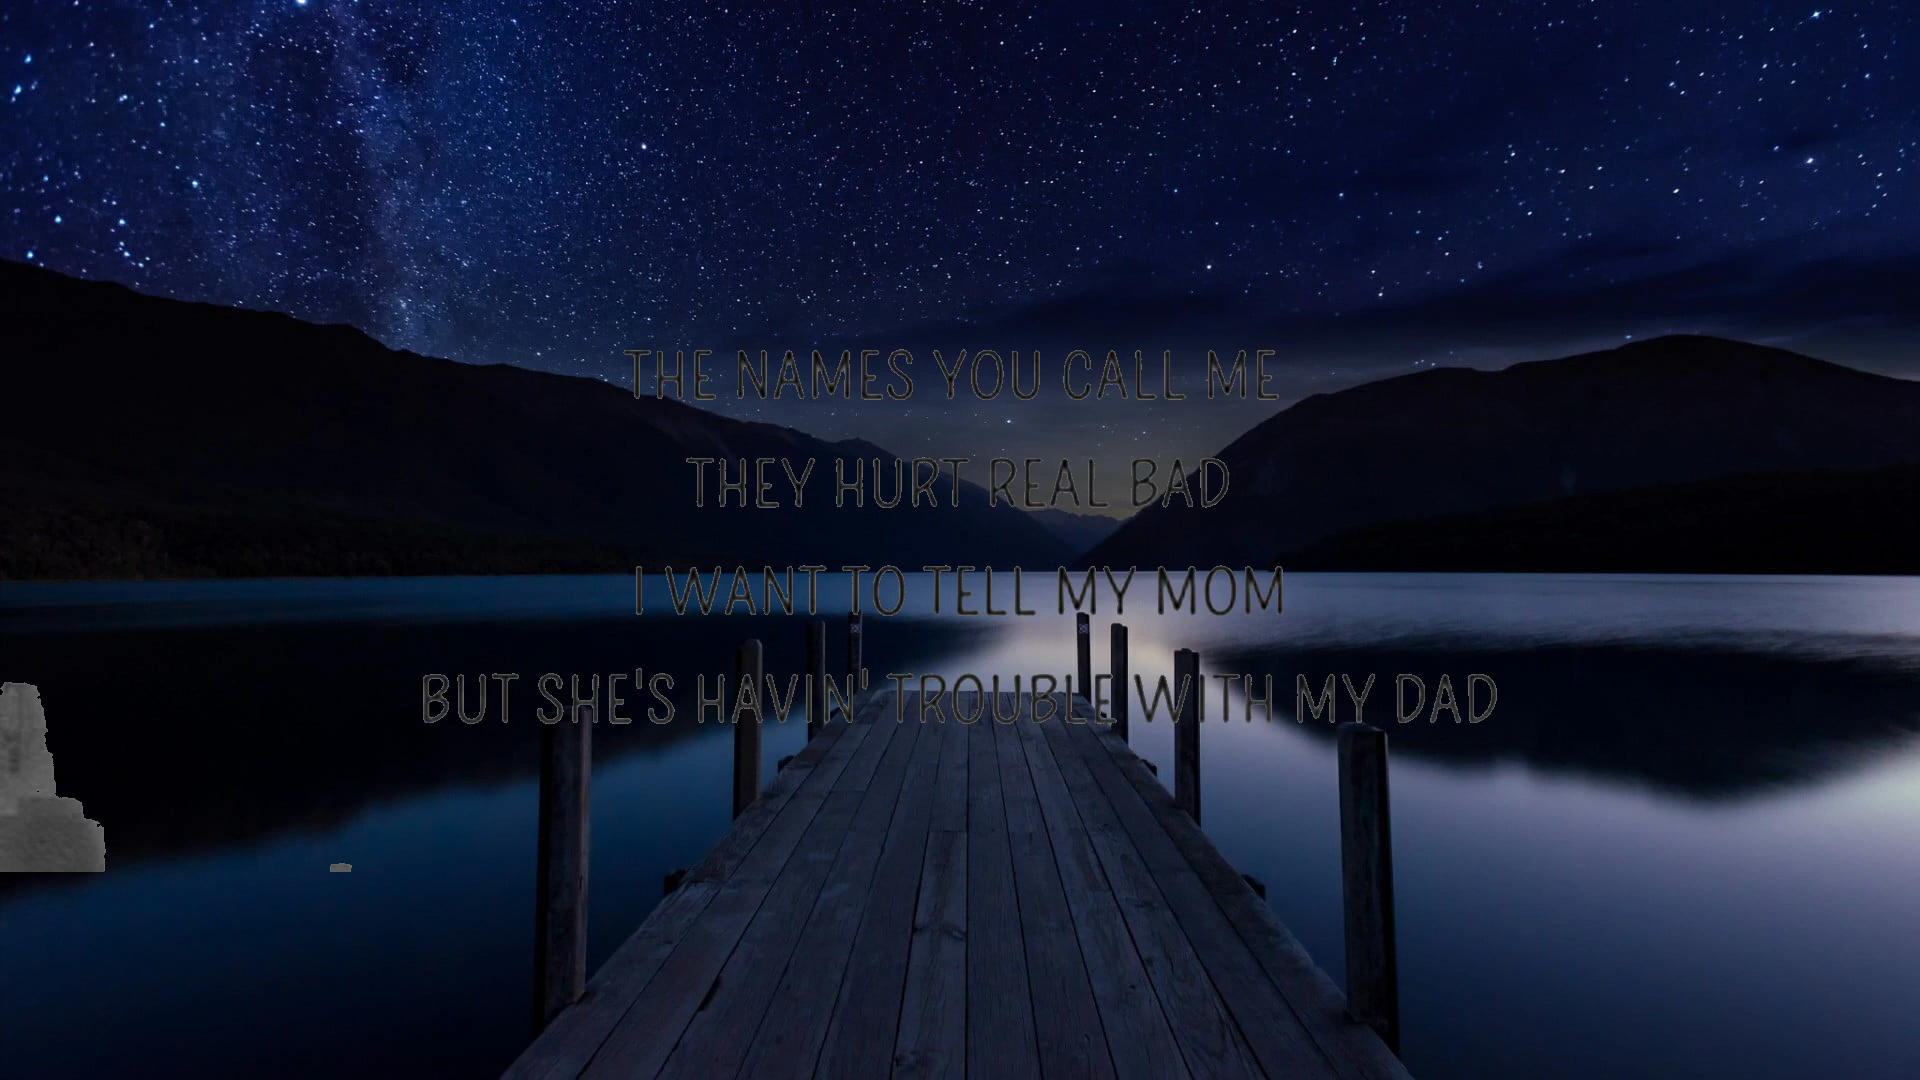 THE NAMES YOU CALL ME
THEY HURT REAL BAD
I WANT TO TELL MY MOM
BUT SHE'S HAVIN' TROUBLE WITH MY DAD